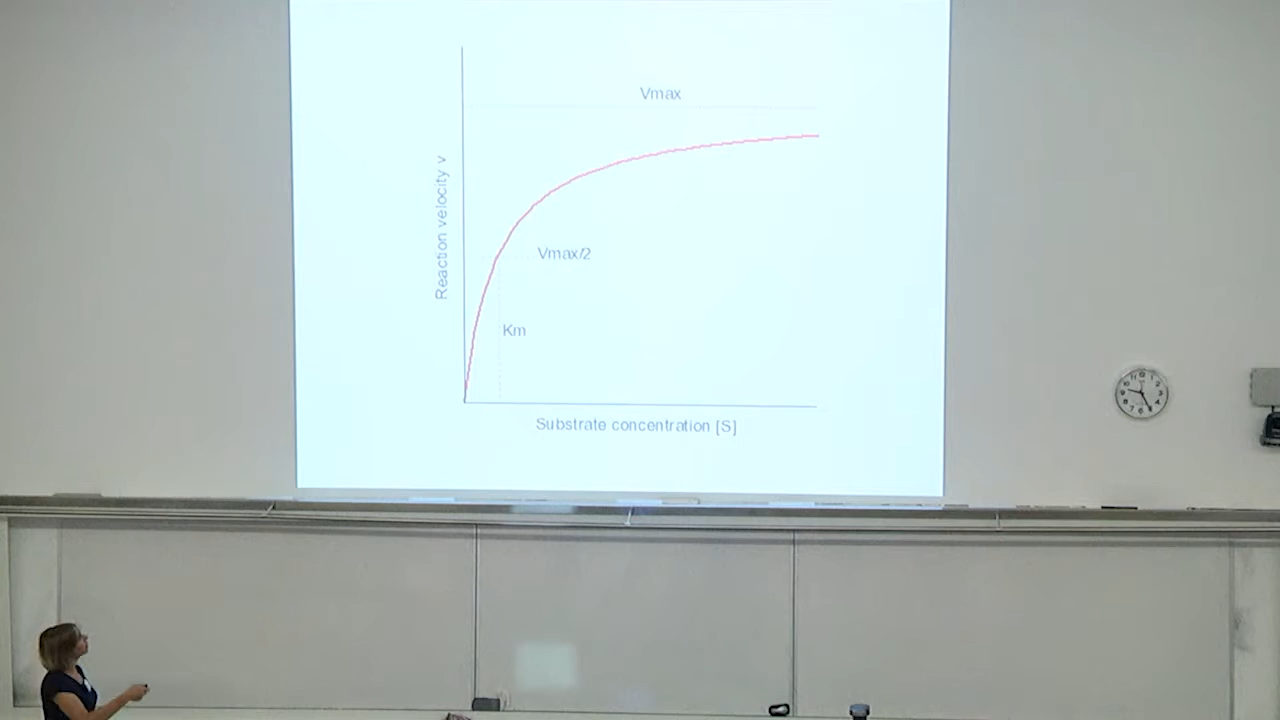 Vmax
Reaction velocity v
Vmax/2
Km
Substrate concentration [S]